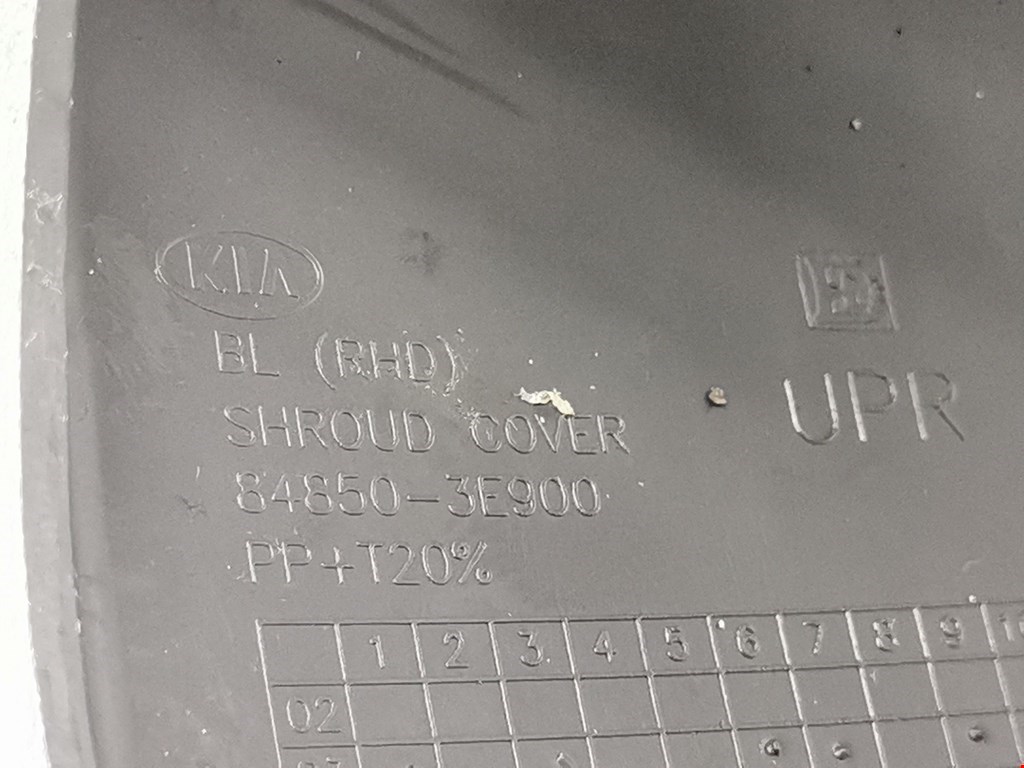 KIA
BL (RHD)
SHROUD COVER
84850-3E900
PP+T20%
UPR
1 2 3 4 5 6 7 8 9
02